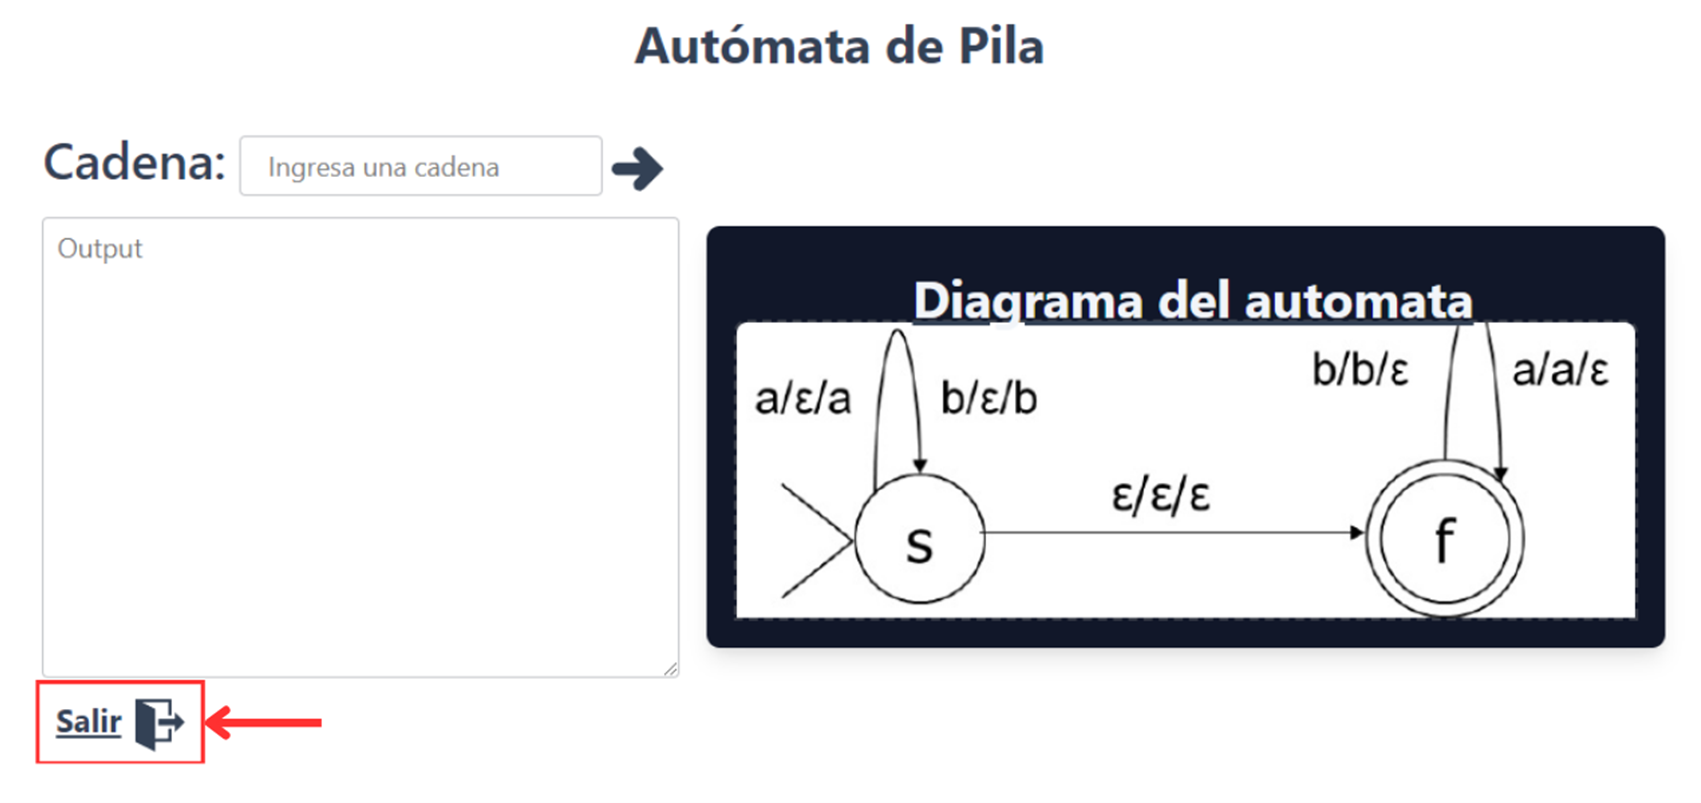 Autómata de Pila
Cadena: Ingresa una cadena
Output
Diagrama del automata
a/ε/a b/ε/b b/b/ε a/a/ε
ε/ε/ε
s f
Salir